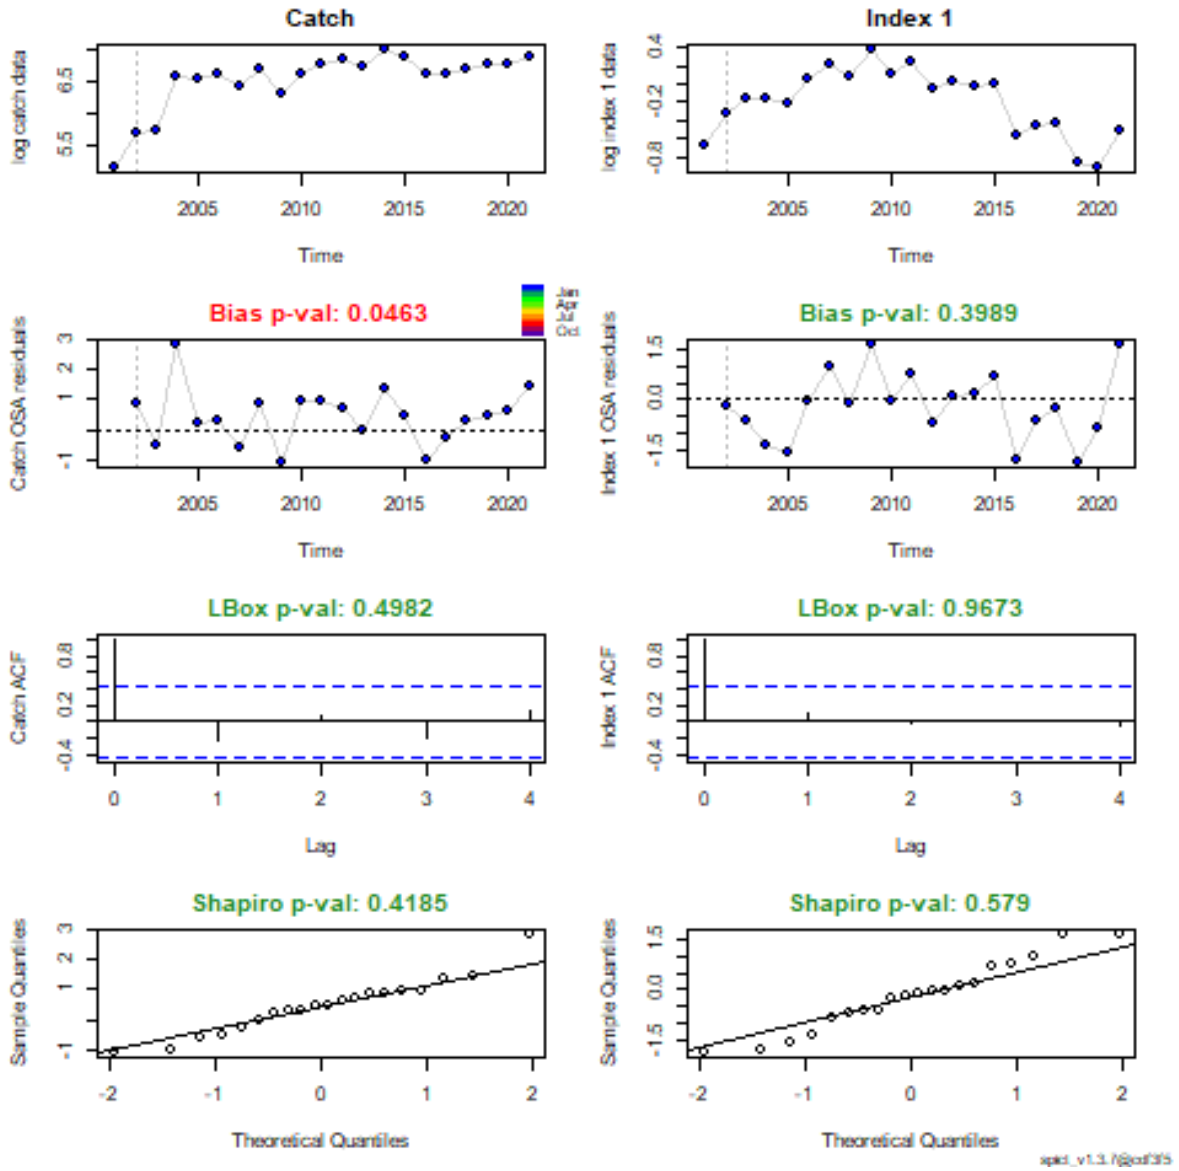 Catch
log catch data
6.5
5.5
2005 2010 2015 2020
Time
Index 1
log index 1 data
0.4
-0.2
-0.8
2005 2010 2015 2020
Time
Bias p-val: 0.0463
Jan
Apr
Jul
Oct
Catch OSA residuals
3
2
1
-1
2005 2010 2015 2020
Time
Bias p-val: 0.3989
Index 1 OSA residuals
1.5
0.0
-1.5
2005 2010 2015 2020
Time
LBox p-val: 0.4982
Catch ACF
0.8
0.2
-0.4
0 1 2 3 4
Lag
LBox p-val: 0.9673
Index 1 ACF
0.8
0.2
-0.4
0 1 2 3 4
Lag
Shapiro p-val: 0.4185
Sample Quantiles
3
2
1
-1
-2 -1 0 1 2
Theoretical Quantiles
Shapiro p-val: 0.579
Sample Quantiles
1.5
0.0
-1.5
-2 -1 0 1 2
Theoretical Quantiles